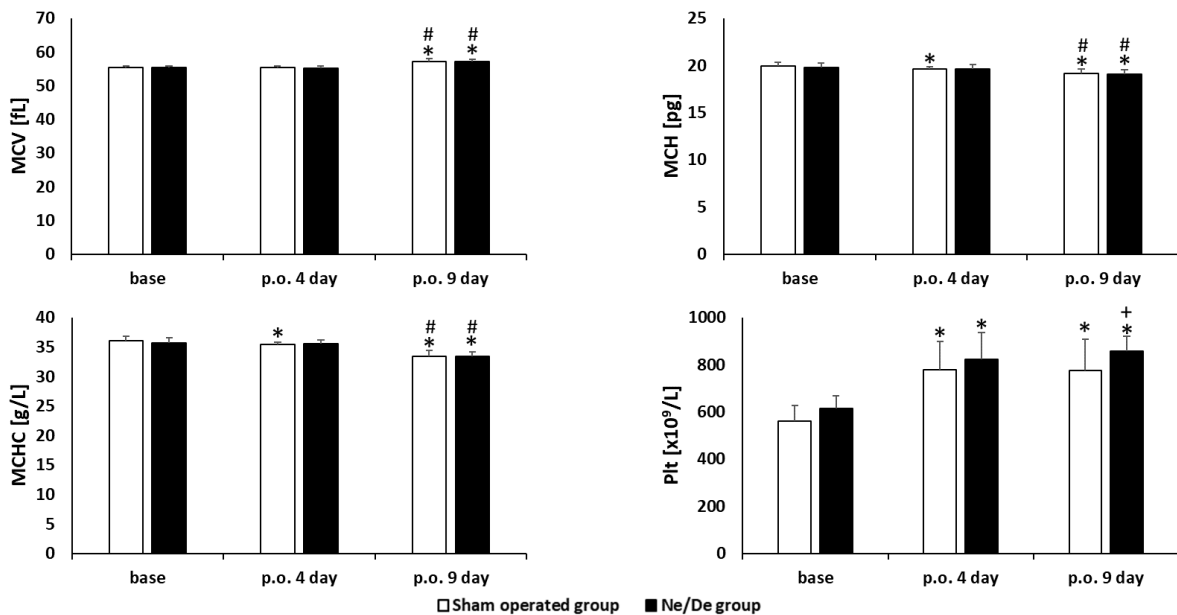 MCV [fL]
70
60
50
40
30
20
10
0
# #
* *
base p.o. 4 day p.o. 9 day
MCH [pg]
25
20
15
10
5
0
* # #
* *
base p.o. 4 day p.o. 9 day
MCHC [g/L]
40
35
30
25
20
15
10
5
0
* # #
* *
base p.o. 4 day p.o. 9 day
Plt [x10⁹/L]
1000
800
600
400
200
0
* * * +
*
base p.o. 4 day p.o. 9 day
Sham operated group Ne/De group